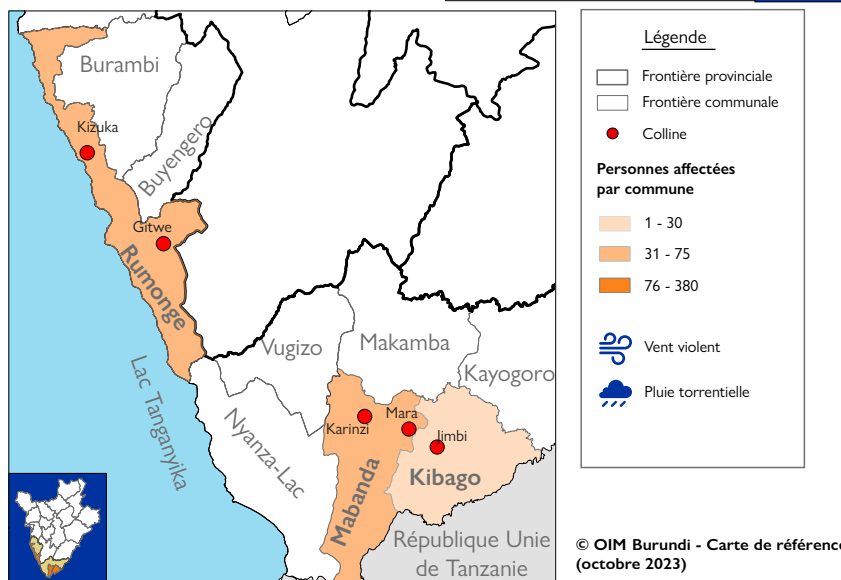 Burambi
Kizuka
Buyengero
Gitwe
Rumonge
Lac Tanganyika
Vugizo
Makamba
Kayogoro
Nyanza-Lac
Karinzi
Mara
Jimbi
Mabanda
Kibago
République Unie
de Tanzanie
Légende
Frontière provinciale
Frontière communale
Colline
Personnes affectées
par commune
1 - 30
31 - 75
76 - 380
Vent violent
Pluie torrentielle
© OIM Burundi - Carte de référence
(octobre 2023)